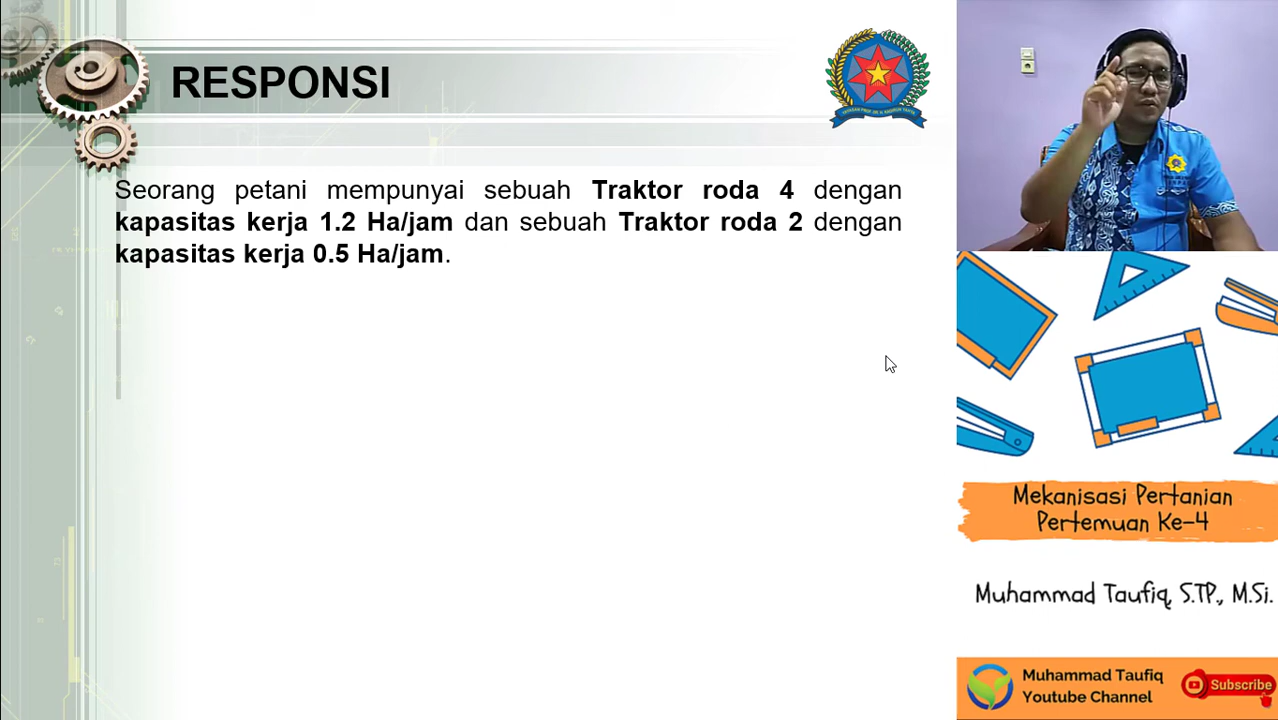 RESPONSI
Seorang petani mempunyai sebuah Traktor roda 4 dengan
kapasitas kerja 1.2 Ha/jam dan sebuah Traktor roda 2 dengan
kapasitas kerja 0.5 Ha/jam.
Mekanisasi Pertanian
Pertemuan Ke-4
Muhammad Taufiq, S.TP., M.Si.
Muhammad Taufiq
Youtube Channel
Subscribe